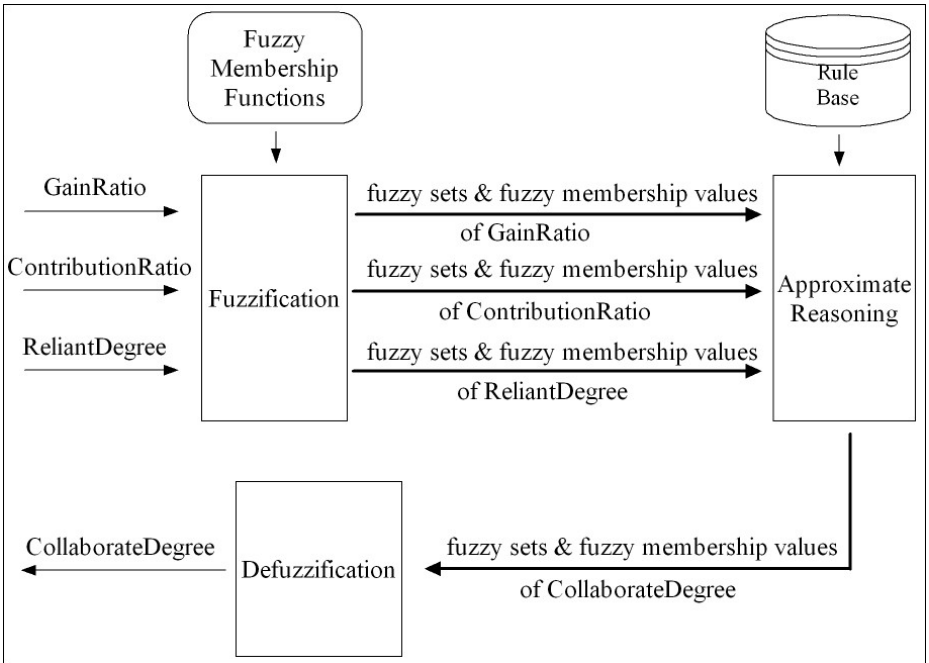 Fuzzy
Membership
Functions
Rule
Base
GainRatio
fuzzy sets & fuzzy membership values
of GainRatio
ContributionRatio
Fuzzification
fuzzy sets & fuzzy membership values
of ContributionRatio
Approximate
Reasoning
ReliantDegree
fuzzy sets & fuzzy membership values
of ReliantDegree
CollaborateDegree
Defuzzification
fuzzy sets & fuzzy membership values
of CollaborateDegree